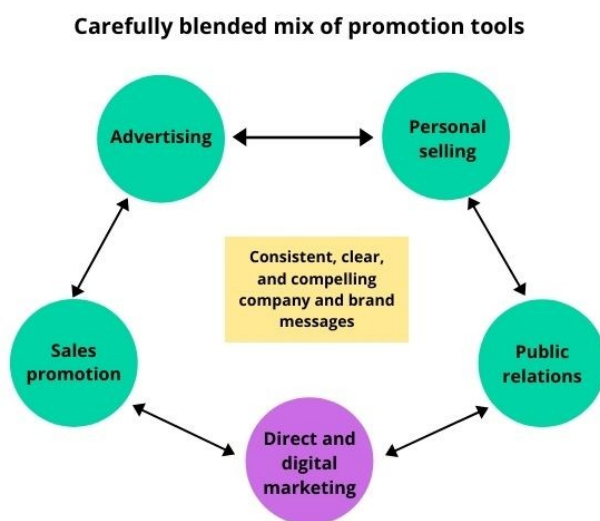 Carefully blended mix of promotion tools
Advertising
Personal
selling
Consistent, clear,
and compelling
company and brand
messages
Sales
promotion
Public
relations
Direct and
digital
marketing